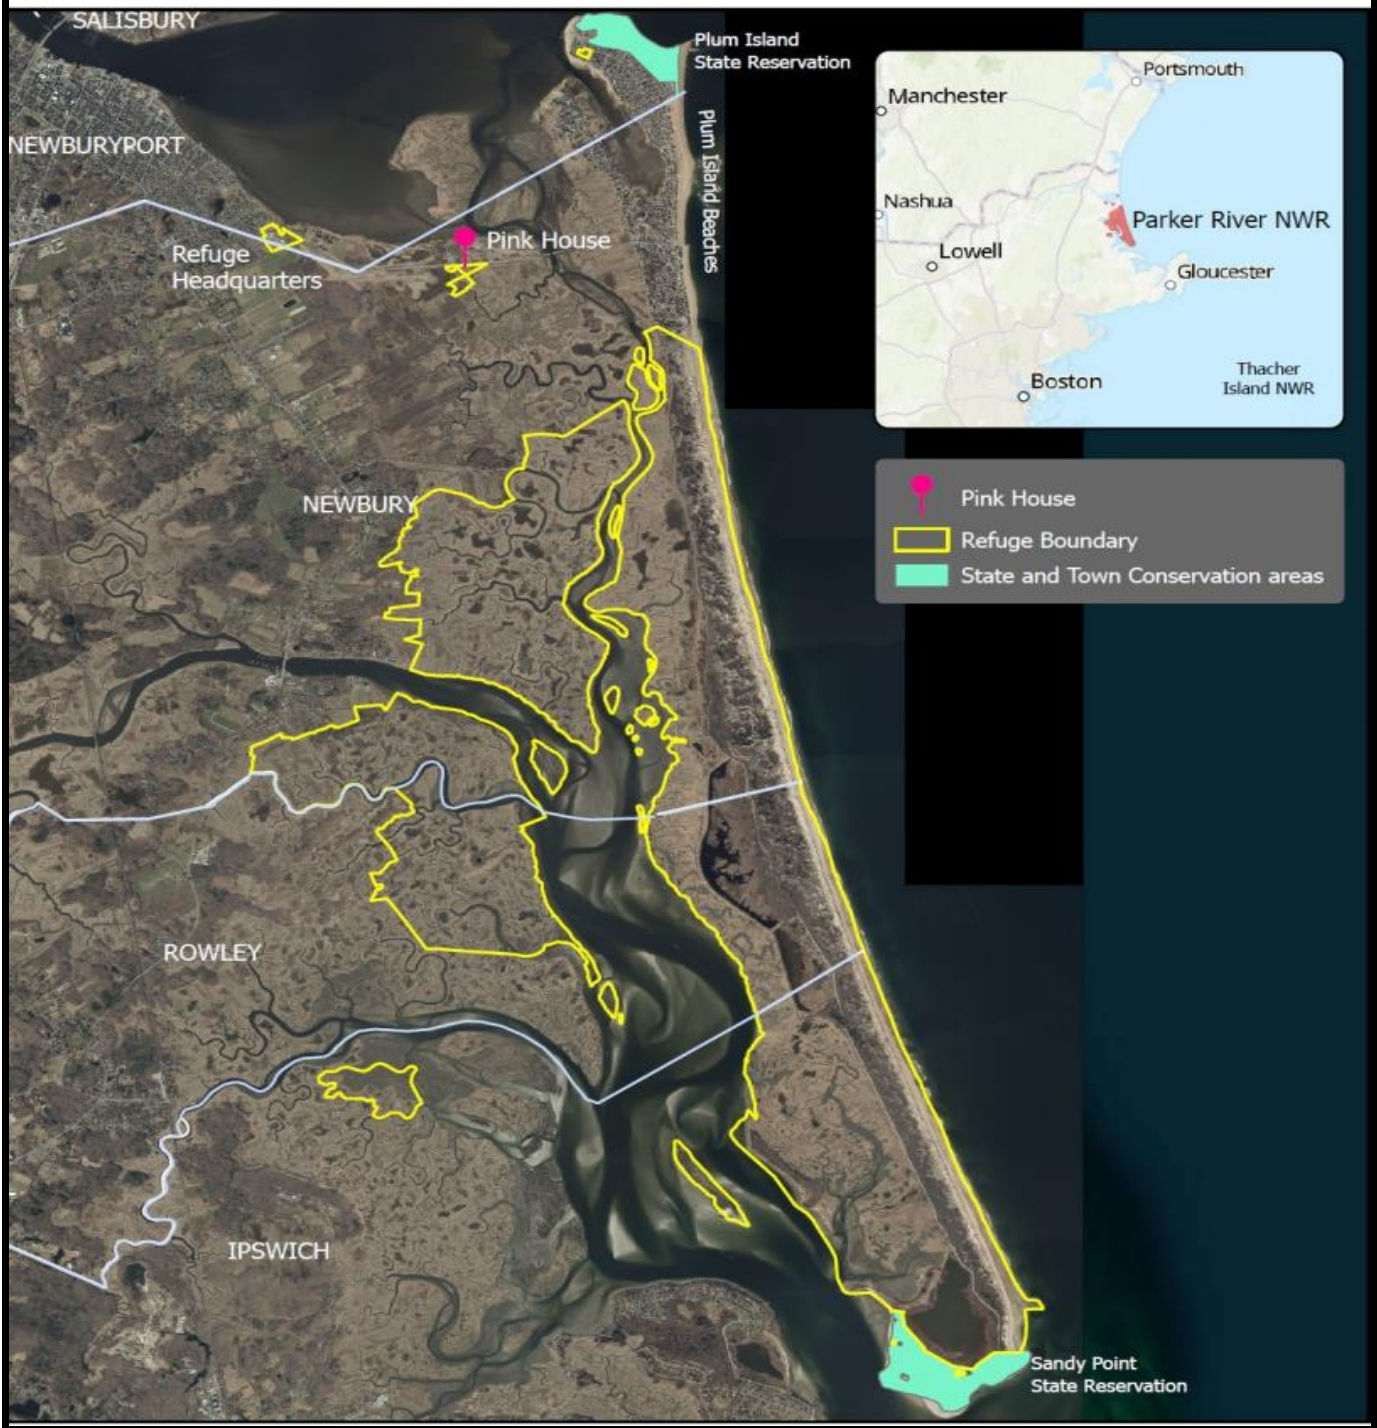 SALISBURY
Plum Island
State Reservation
NEWBURYPORT
Plum Island Beaches
Refuge
Headquarters
Pink House
NEWBURY
ROWLEY
IPSWICH
Sandy Point
State Reservation
Portsmouth
Manchester
Nashua
Parker River NWR
Lowell
Gloucester
Thacher
Island NWR
Boston
Pink House
Refuge Boundary
State and Town Conservation areas